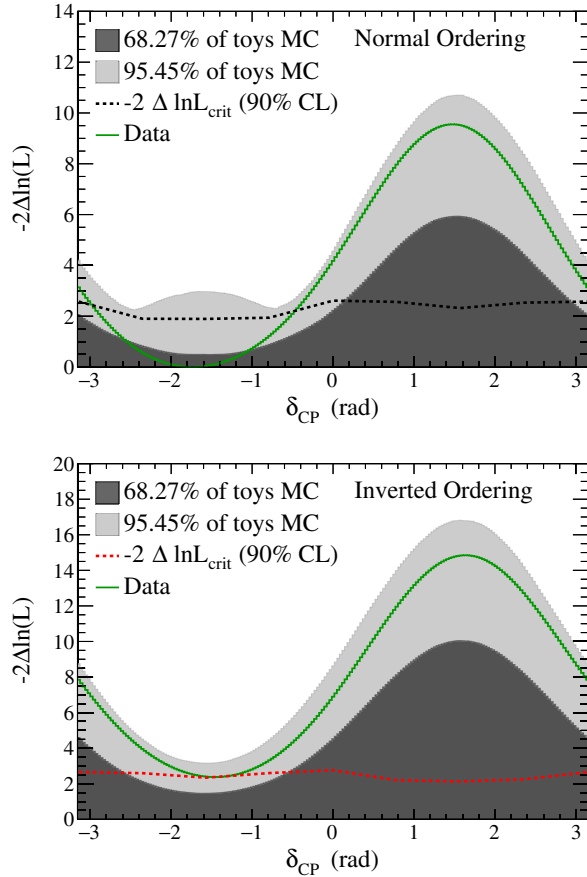 14
12
10
8
6
4
2
0
-2Δln(L)
68.27% of toys MC
95.45% of toys MC
-2 Δ lnL_crit (90% CL)
Data
Normal Ordering
−3 −2 −1 0 1 2 3
δ_CP (rad)
20
18
16
14
12
10
8
6
4
2
0
-2Δln(L)
68.27% of toys MC
95.45% of toys MC
-2 Δ lnL_crit (90% CL)
Data
Inverted Ordering
−3 −2 −1 0 1 2 3
δ_CP (rad)